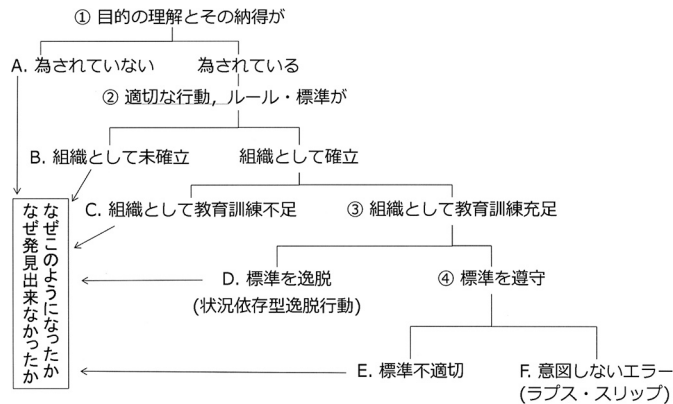 ① 目的の理解とその納得が
A. 為されていない
為されている
② 適切な行動，ルール・標準が
B. 組織として未確立
組織として確立
C. 組織として教育訓練不足
③ 組織として教育訓練充足
なぜこのようになったか
なぜ発見出来なかったか
D. 標準を逸脱
(状況依存型逸脱行動)
④ 標準を遵守
E. 標準不適切
F. 意図しないエラー
(ラプス・スリップ)